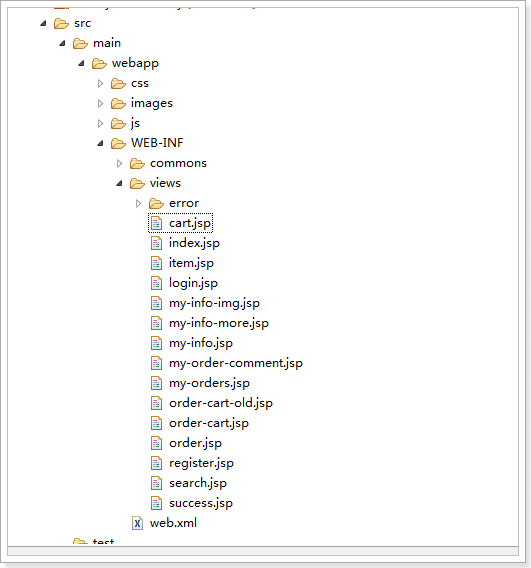 src
main
webapp
css
images
js
WEB-INF
commons
views
error
cart.jsp
index.jsp
item.jsp
login.jsp
my-info-img.jsp
my-info-more.jsp
my-info.jsp
my-order-comment.jsp
my-orders.jsp
order-cart-old.jsp
order-cart.jsp
order.jsp
register.jsp
search.jsp
success.jsp
web.xml
test